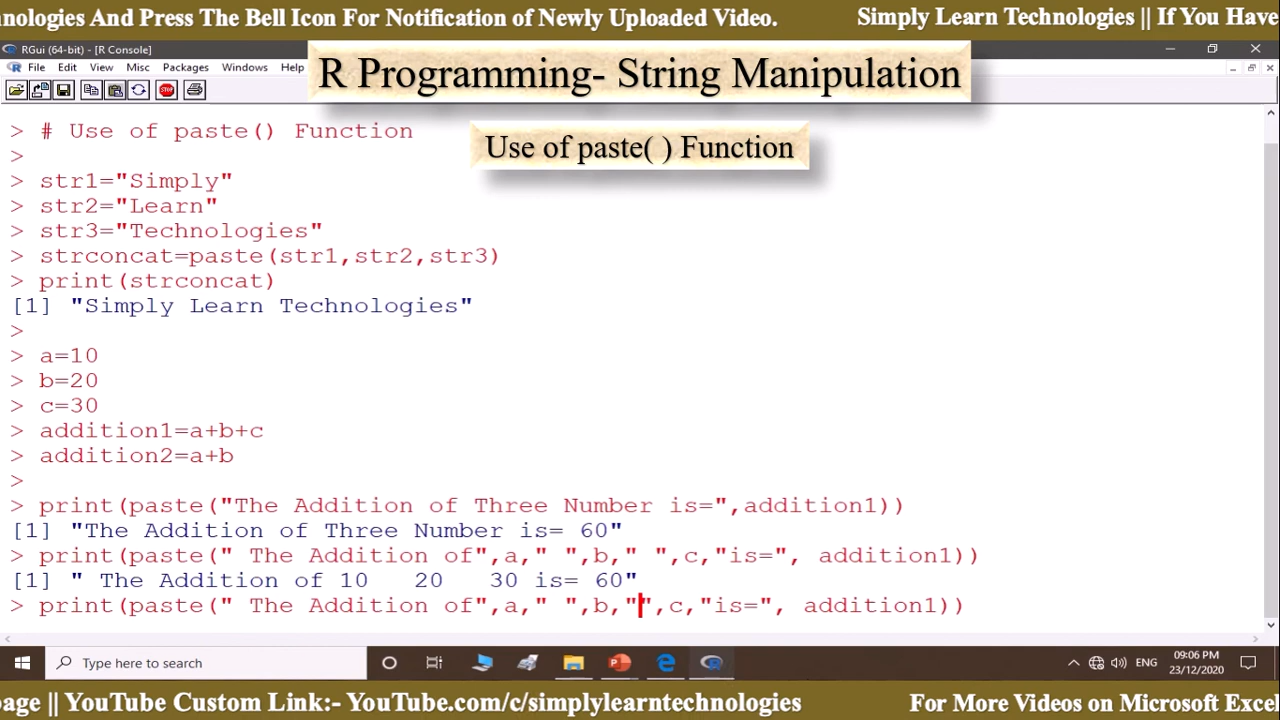 nologies And Press The Bell Icon For Notification of Newly Uploaded Video. Simply Learn Technologies || If You Have
RGui (64-bit) - [R Console]
File Edit View Misc Packages Windows Help
R Programming- String Manipulation
Use of paste( ) Function
> # Use of paste() Function
>
> str1="Simply"
> str2="Learn"
> str3="Technologies"
> strconcat=paste(str1,str2,str3)
> print(strconcat)
[1] "Simply Learn Technologies"
>
> a=10
> b=20
> c=30
> addition1=a+b+c
> addition2=a+b
>
> print(paste("The Addition of Three Number is=",addition1))
[1] "The Addition of Three Number is= 60"
> print(paste(" The Addition of",a," ",b," ",c,"is=", addition1))
[1] " The Addition of 10   20   30 is= 60"
> print(paste(" The Addition of",a," ",b,"",c,"is=", addition1))
Type here to search
ENG
09:06 PM
23/12/2020
page || YouTube Custom Link:- YouTube.com/c/simplylearntechnologies For More Videos on Microsoft Excel